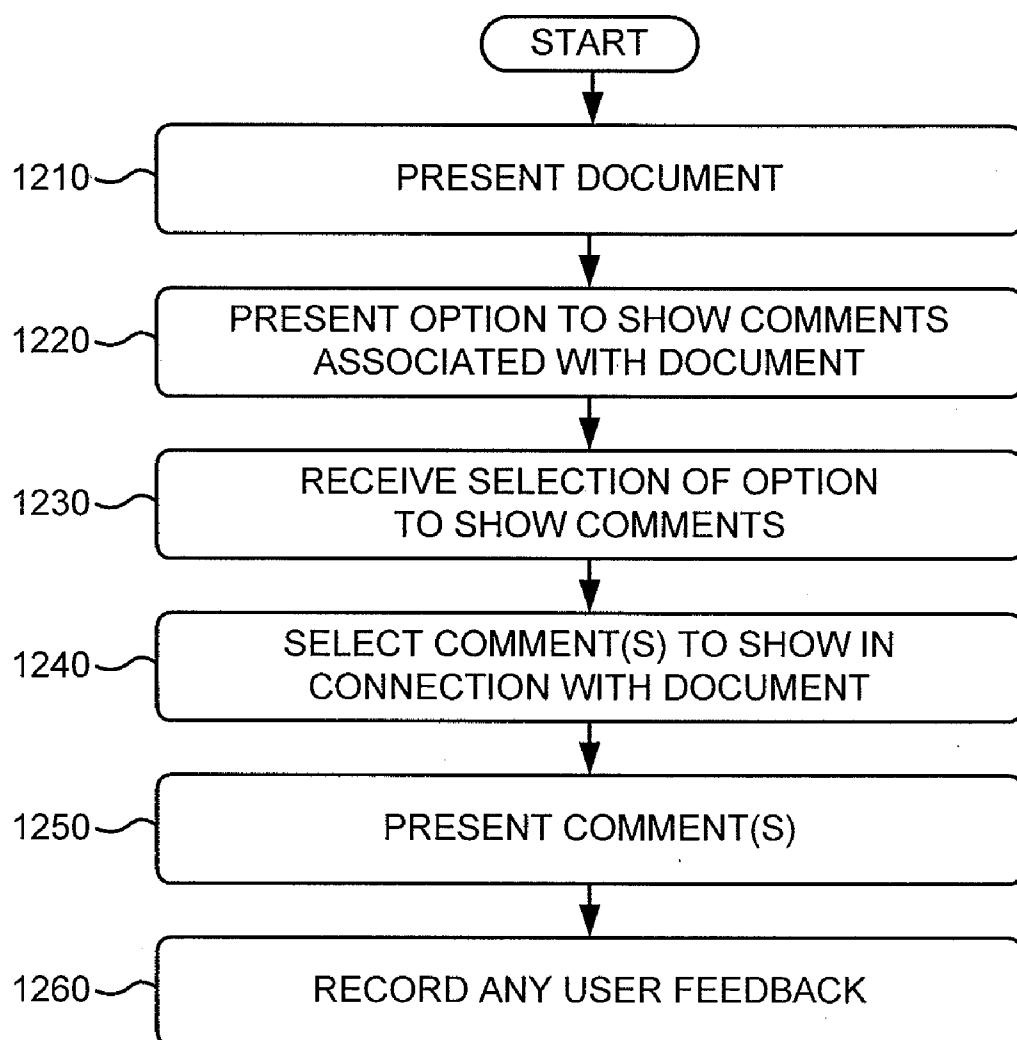 START
1210
PRESENT DOCUMENT
1220
PRESENT OPTION TO SHOW COMMENTS
ASSOCIATED WITH DOCUMENT
1230
RECEIVE SELECTION OF OPTION
TO SHOW COMMENTS
1240
SELECT COMMENT(S) TO SHOW IN
CONNECTION WITH DOCUMENT
1250
PRESENT COMMENT(S)
1260
RECORD ANY USER FEEDBACK